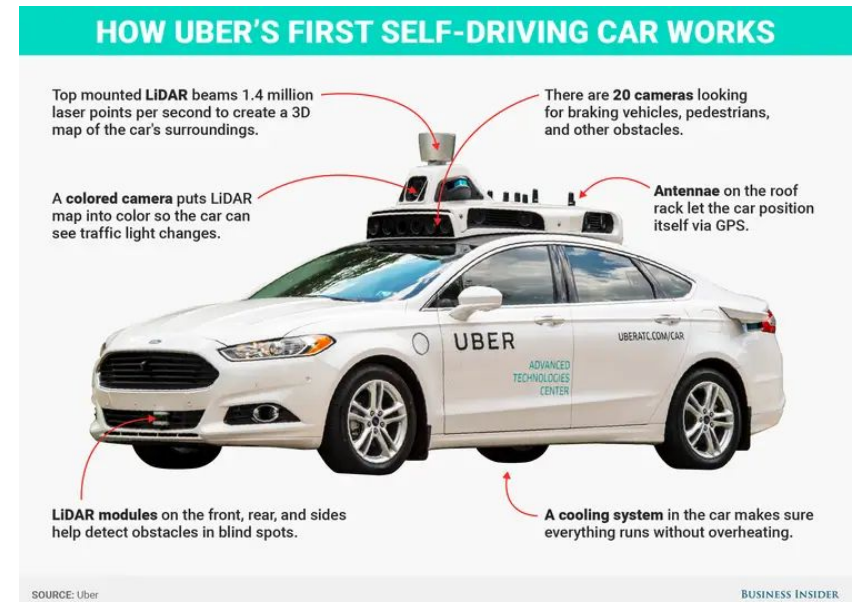 HOW UBER'S FIRST SELF-DRIVING CAR WORKS
Top mounted LiDAR beams 1.4 million
laser points per second to create a 3D
map of the car's surroundings.
There are 20 cameras looking
for braking vehicles, pedestrians,
and other obstacles.
A colored camera puts LiDAR
map into color so the car can
see traffic light changes.
Antennae on the roof
rack let the car position
itself via GPS.
UBER
ADVANCED
TECHNOLOGIES
CENTER
UBERATC.COM/CAR
LiDAR modules on the front, rear, and sides
help detect obstacles in blind spots.
A cooling system in the car makes sure
everything runs without overheating.
SOURCE: Uber
BUSINESS INSIDER